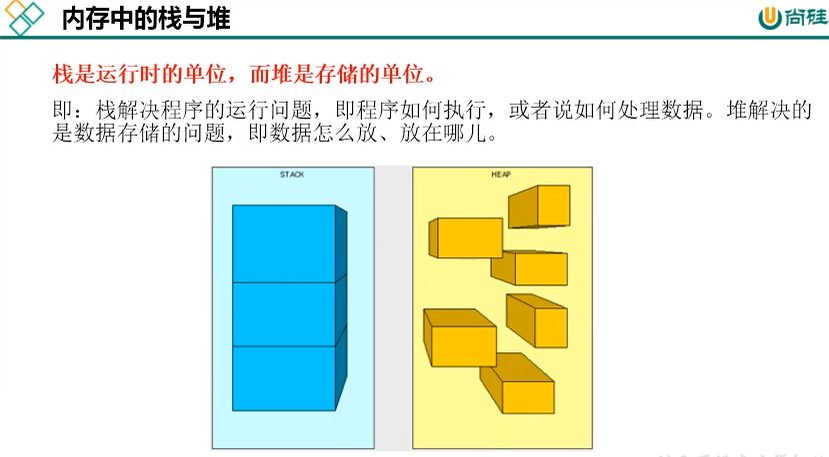 内存中的栈与堆
尚硅
栈是运行时的单位，而堆是存储的单位。
即：栈解决程序的运行问题，即程序如何执行，或者说如何处理数据。堆解决的
是数据存储的问题，即数据怎么放、放在哪儿。
STACK
HEAP